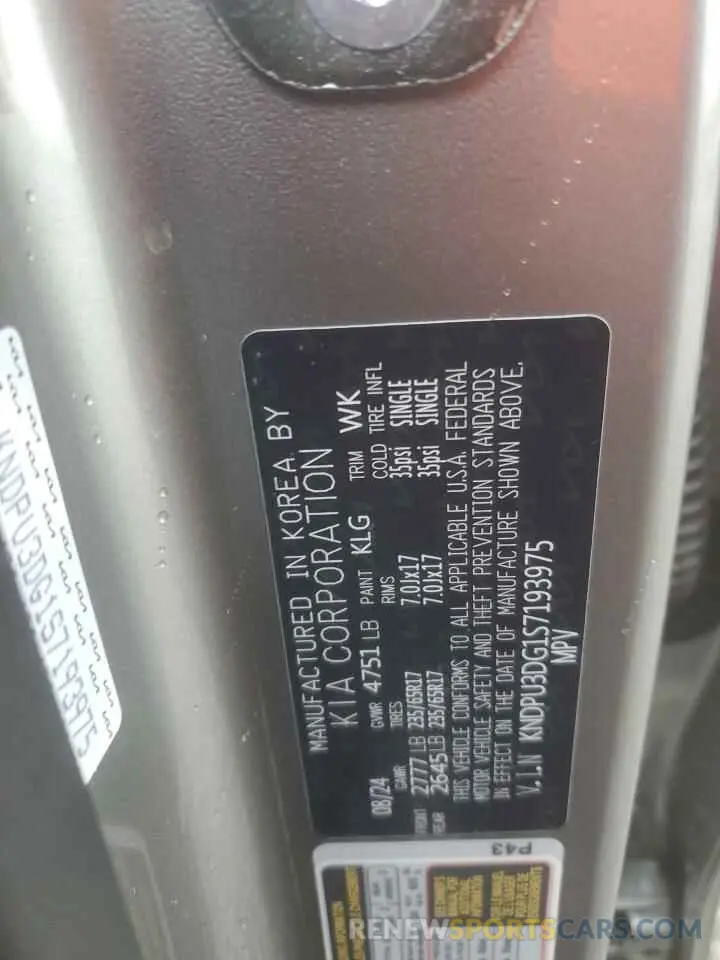 MANUFACTURED IN KOREA BY
KIA CORPORATION
08/24 GVWR 4751 LB PAINT KLG TRIM WK
GAWR TIRES RIMS COLD TIRE INFL
FRONT 2777 LB 235/65R17 7.0Jx17 35psi SINGLE
REAR 2645 LB 235/65R17 7.0Jx17 35psi SINGLE
THIS VEHICLE CONFORMS TO ALL APPLICABLE U.S.A. FEDERAL
MOTOR VEHICLE SAFETY AND THEFT PREVENTION STANDARDS
IN EFFECT ON THE DATE OF MANUFACTURE SHOWN ABOVE.
V.I.N KNDPU3DG1S7193975
MPV
KNDPU3DG1S7193975
P43
RENEWSPORTSCARS.COM